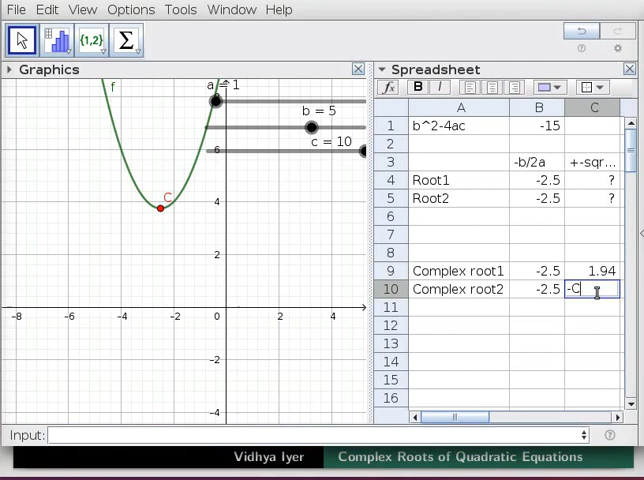 File Edit View Options Tools Window Help
{1,2} Σ
Graphics
Spreadsheet
fx B I
f
a = 1
b = 5
c = 10
C
6
4
2
-8 -6 -4 -2 0 2 4
-2
-4
A B C
1 b^2-4ac -15
2
3 -b/2a +-sqr...
4 Root1 -2.5 ?
5 Root2 -2.5 ?
6
7
8
9 Complex root1 -2.5 1.94
10 Complex root2 -2.5 -C
11
12
13
14
15
16
Input:
Vidhya Iyer Complex Roots of Quadratic Equations